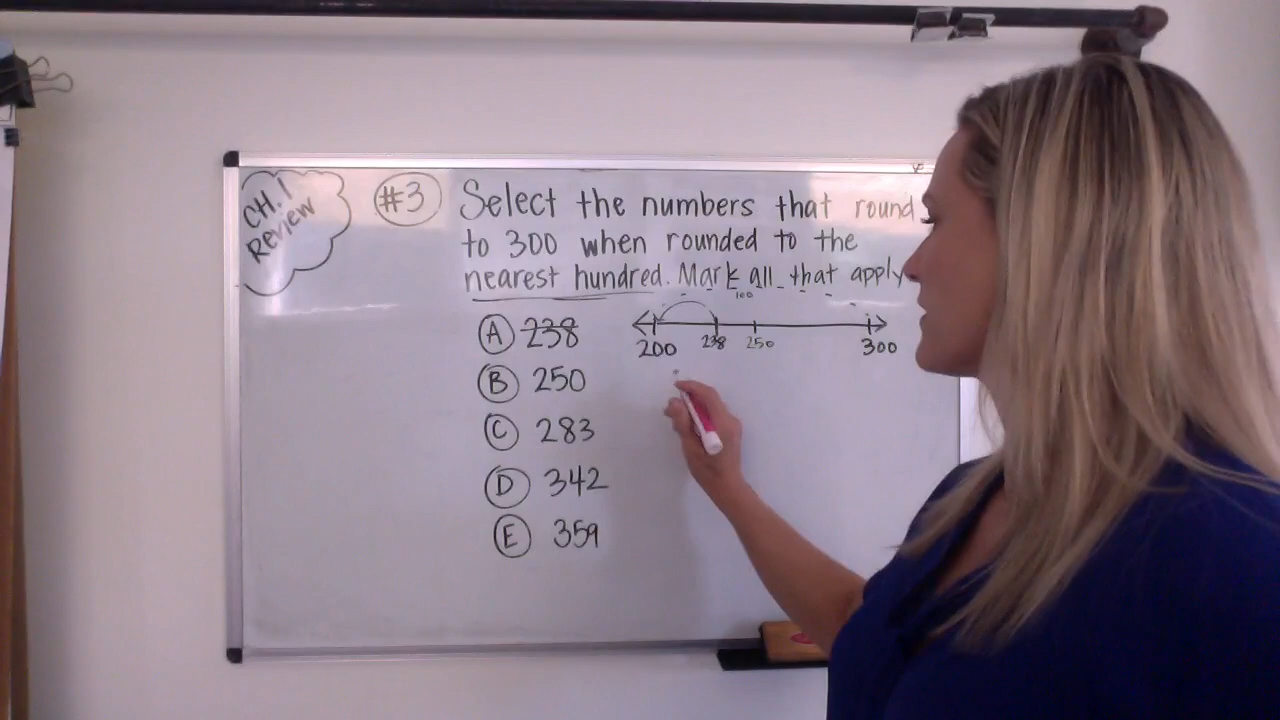 CH. 1
Review
#3
Select the numbers that round
to 300 when rounded to the
nearest hundred. Mark all that apply
100
A 238
B 250
C 283
D 342
E 359
200 238 250 300